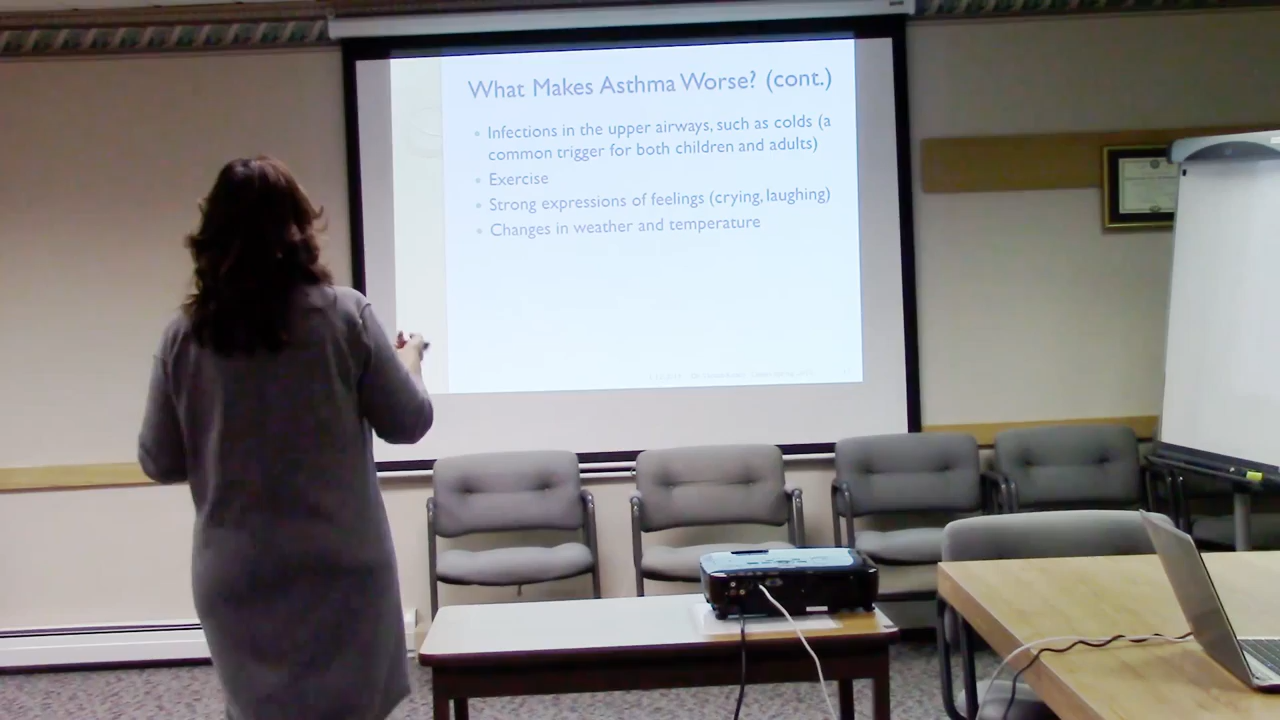 What Makes Asthma Worse? (cont.)
• Infections in the upper airways, such as colds (a
common trigger for both children and adults)
• Exercise
• Strong expressions of feelings (crying, laughing)
• Changes in weather and temperature